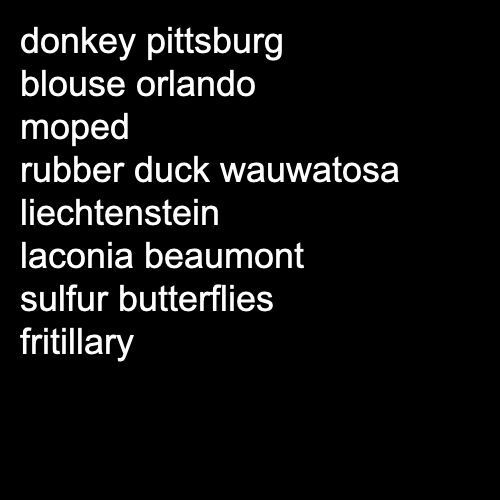 donkey pittsburg
blouse orlando
moped
rubber duck wauwatosa
liechtenstein
laconia beaumont
sulfur butterflies
fritillary